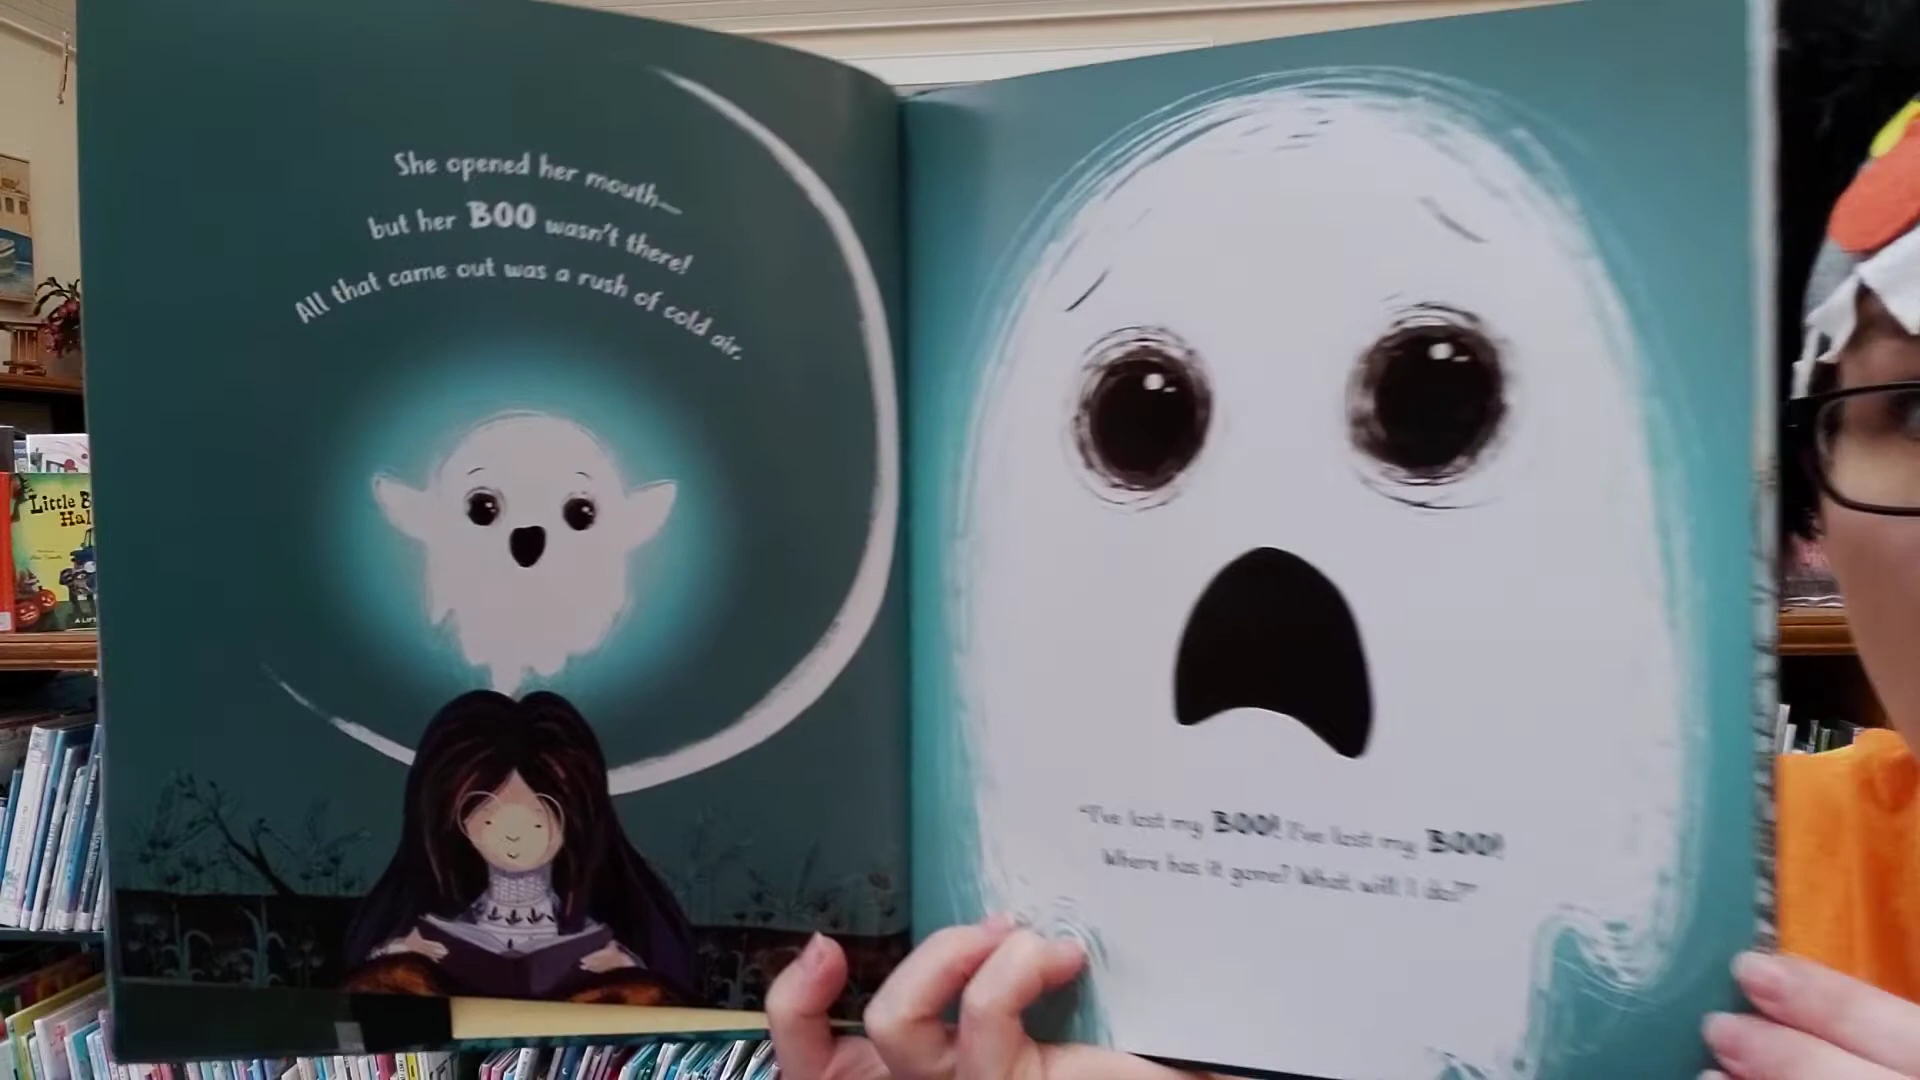 She opened her mouth—
but her BOO wasn't there!
All that came out was a rush of cold air.
"I've lost my BOO! I've lost my BOO!
Where has it gone? What will I do?"
Little B
Hal